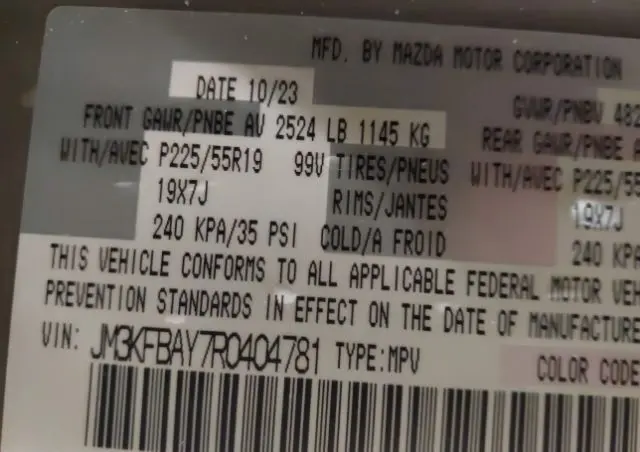 MFD. BY MAZDA MOTOR CORPORATION
DATE 10/23 GVWR/PNBV 482
FRONT GAWR/PNBE AV 2524 LB 1145 KG REAR GAWR/PNBE A
WITH/AVEC P225/55R19 99V TIRES/PNEUS WITH/AVEC P225/55
19X7J RIMS/JANTES 19X7J
240 KPA/35 PSI COLD/A FROID 240 KPA
THIS VEHICLE CONFORMS TO ALL APPLICABLE FEDERAL MOTOR VEH
PREVENTION STANDARDS IN EFFECT ON THE DATE OF MANUFACTURE
VIN: JM3KFBAY7R0404781 TYPE:MPV COLOR CODE